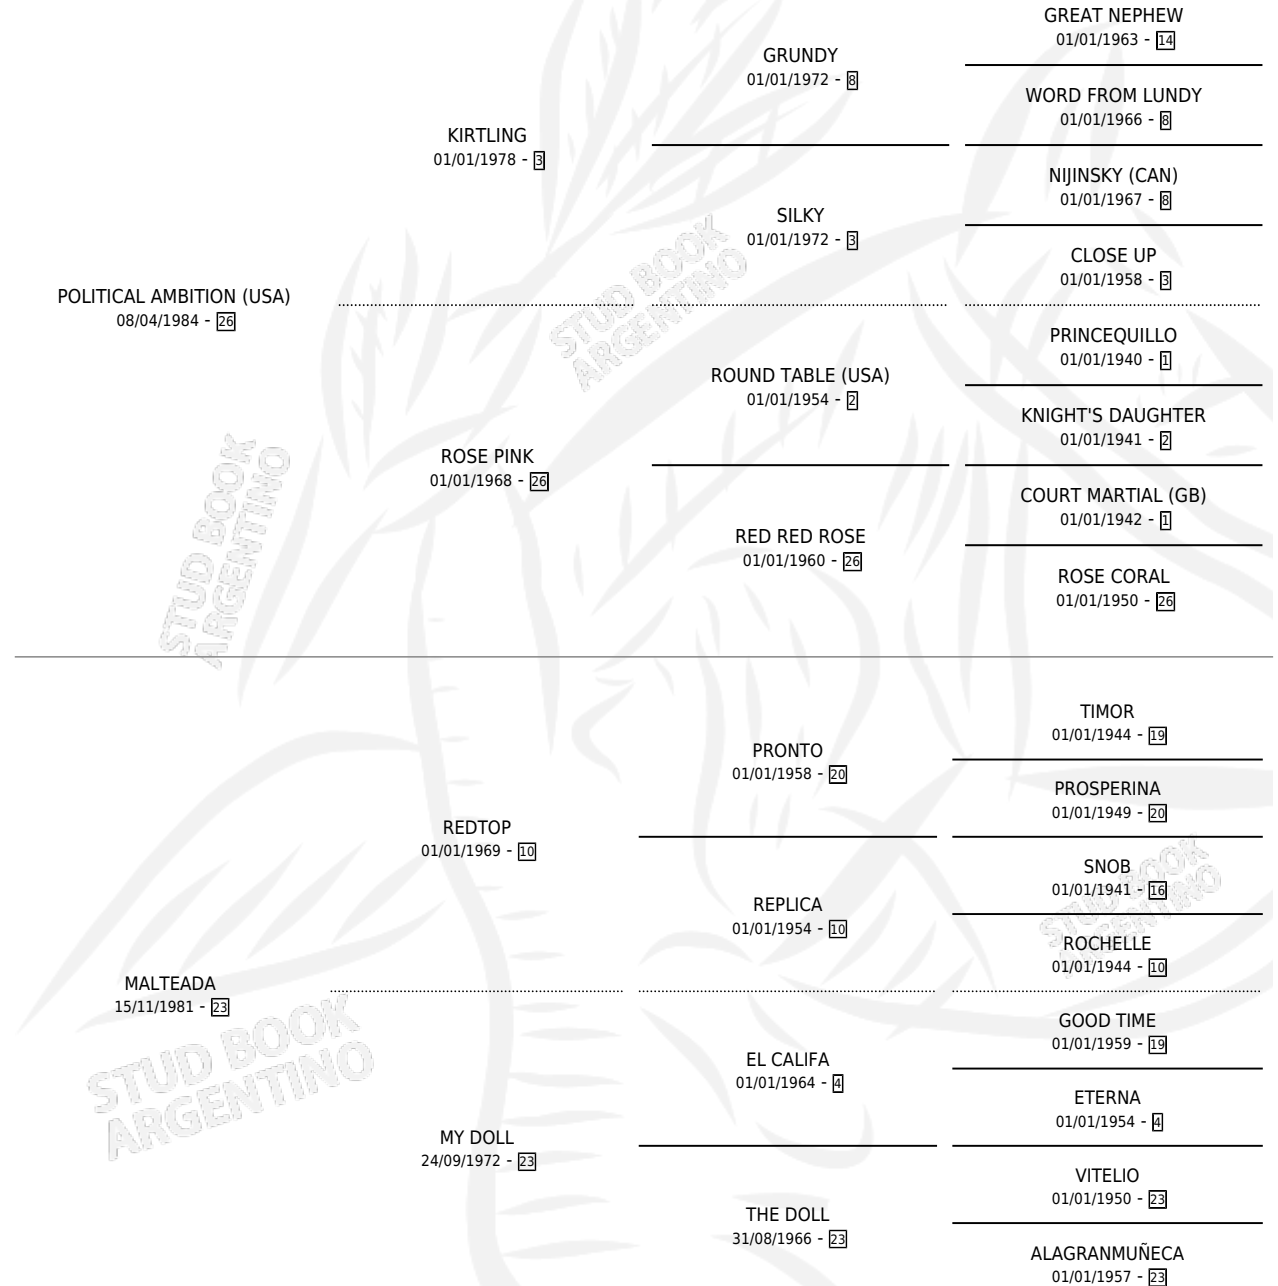 GREAT NEPHEW
01/01/1963 - 14
GRUNDY
01/01/1972 - 8
WORD FROM LUNDY
01/01/1966 - 8
KIRTLING
01/01/1978 - 3
NIJINSKY (CAN)
01/01/1967 - 8
SILKY
01/01/1972 - 3
CLOSE UP
01/01/1958 - 3
POLITICAL AMBITION (USA)
08/04/1984 - 26
PRINCEQUILLO
01/01/1940 - 1
ROUND TABLE (USA)
01/01/1954 - 2
KNIGHT'S DAUGHTER
01/01/1941 - 2
ROSE PINK
01/01/1968 - 26
COURT MARTIAL (GB)
01/01/1942 - 1
RED RED ROSE
01/01/1960 - 26
ROSE CORAL
01/01/1950 - 26
TIMOR
01/01/1944 - 19
PRONTO
01/01/1958 - 20
PROSPERINA
01/01/1949 - 20
REDTOP
01/01/1969 - 10
SNOB
01/01/1941 - 16
REPLICA
01/01/1954 - 10
ROCHELLE
01/01/1944 - 10
MALTEADA
15/11/1981 - 23
GOOD TIME
01/01/1959 - 19
EL CALIFA
01/01/1964 - 4
ETERNA
01/01/1954 - 4
MY DOLL
24/09/1972 - 23
VITELIO
01/01/1950 - 23
THE DOLL
31/08/1966 - 23
ALAGRANMUÑECA
01/01/1957 - 23
STUD BOOK
ARGENTINO
STUD BOOK
ARGENTINO
STUD BOOK
ARGENTINO
STUD BOOK
ARGENTINO